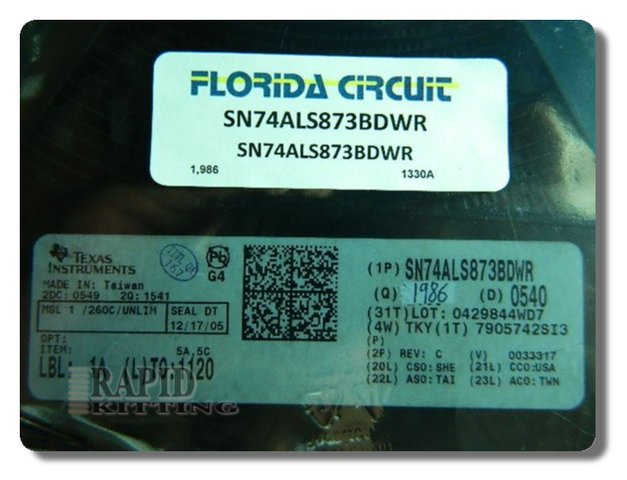 FLORIDA CIRCUIT
SN74ALS873BDWR
SN74ALS873BDWR
1,986 1330A
TEXAS
INSTRUMENTS
MADE IN: Taiwan
2DC: 0549 2Q: 1541
MSL 1 /260C/UNLIM SEAL DT
12/17/05
OPT:
ITEM: 5A,5C
LBL: 1A (L)TO:1120
Pb
G4
(1P) SN74ALS873BDWR
(Q) 1986 (D) 0540
(31T)LOT: 0429844WD7
(4W) TKY(1T) 7905742SI3
(P)
(2P) REV: C (V) 0033317
(20L) CSO:SHE (21L) CCO:USA
(22L) ASO:TAI (23L) ACO:TWN
RAPID
KITTING